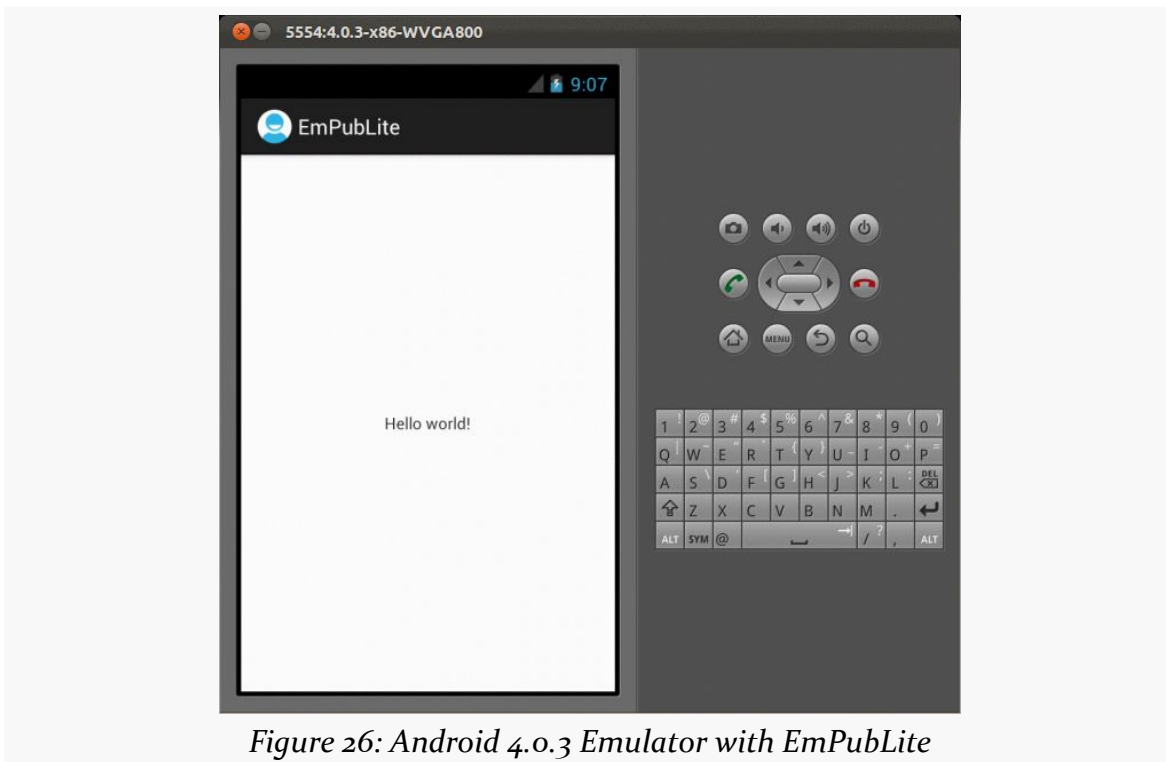 5554:4.0.3-x86-WVGA800
9:07
EmPubLite
Hello world!
MENU
1 ! 2 @ 3 # 4 $ 5 % 6 ^ 7 & 8 * 9 ( 0 )
Q | W ~ E " R ` T { Y } U _ I - O + P =
A S \ D ' F [ G ] H < J > K ; L : DEL
Z X C V B N M .
ALT SYM @ / ? , ALT
Figure 26: Android 4.0.3 Emulator with EmPubLite